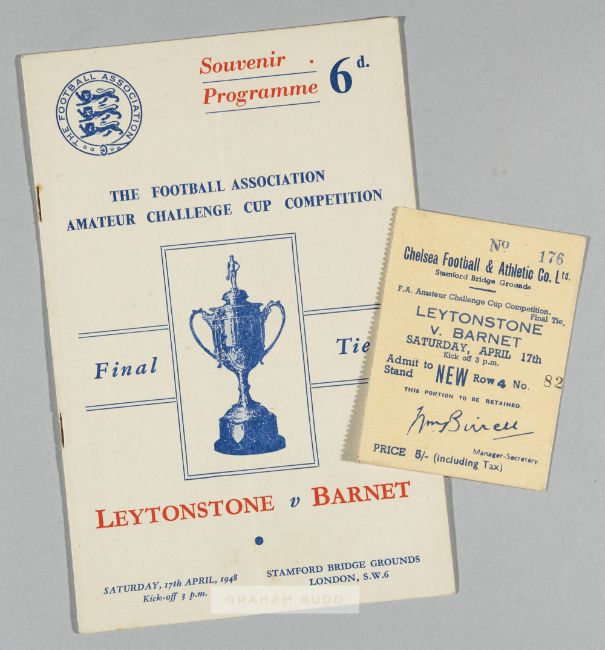 Souvenir .
Programme
6d.
THE FOOTBALL ASSOCIATION
THE FOOTBALL ASSOCIATION
AMATEUR CHALLENGE CUP COMPETITION
Final Tie
LEYTONSTONE v BARNET
SATURDAY, 17TH APRIL, 1948
Kick-off 3 p.m.
STAMFORD BRIDGE GROUNDS
LONDON, S.W.6
GRAHAM BUDD
No 176
Chelsea Football & Athletic Co. Ltd.
Stamford Bridge Grounds
F.A. Amateur Challenge Cup Competition.
Final Tie.
LEYTONSTONE
v. BARNET
SATURDAY, APRIL 17th
Kick off 3 p.m.
Admit to
Stand NEW Row 4 No. 82
THIS PORTION TO BE RETAINED.
Wm Birrell
Manager-Secretary
PRICE 5/- (including Tax)